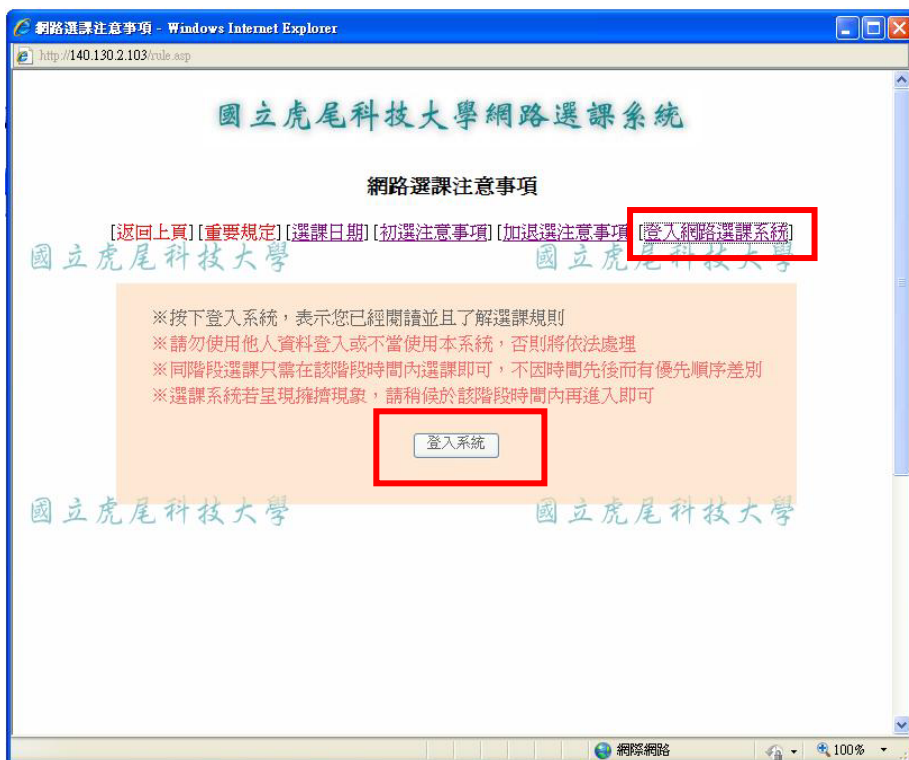 網路選課注意事項 - Windows Internet Explorer
http://140.130.2.103/rule.asp
國立虎尾科技大學網路選課系統
網路選課注意事項
[返回上頁] [重要規定] [選課日期] [初選注意事項] [加退選注意事項 [登入網路選課系統]
國立虎尾科技大學 國立虎尾科技大學
※按下登入系統，表示您已經閱讀並且了解選課規則
※請勿使用他人資料登入或不當使用本系統，否則將依法處理
※同階段選課只需在該階段時間內選課即可，不因時間先後而有優先順序差別
※選課系統若呈現擁擠現象，請稍候於該階段時間內再進入即可
登入系統
國立虎尾科技大學 國立虎尾科技大學
網際網路 100%